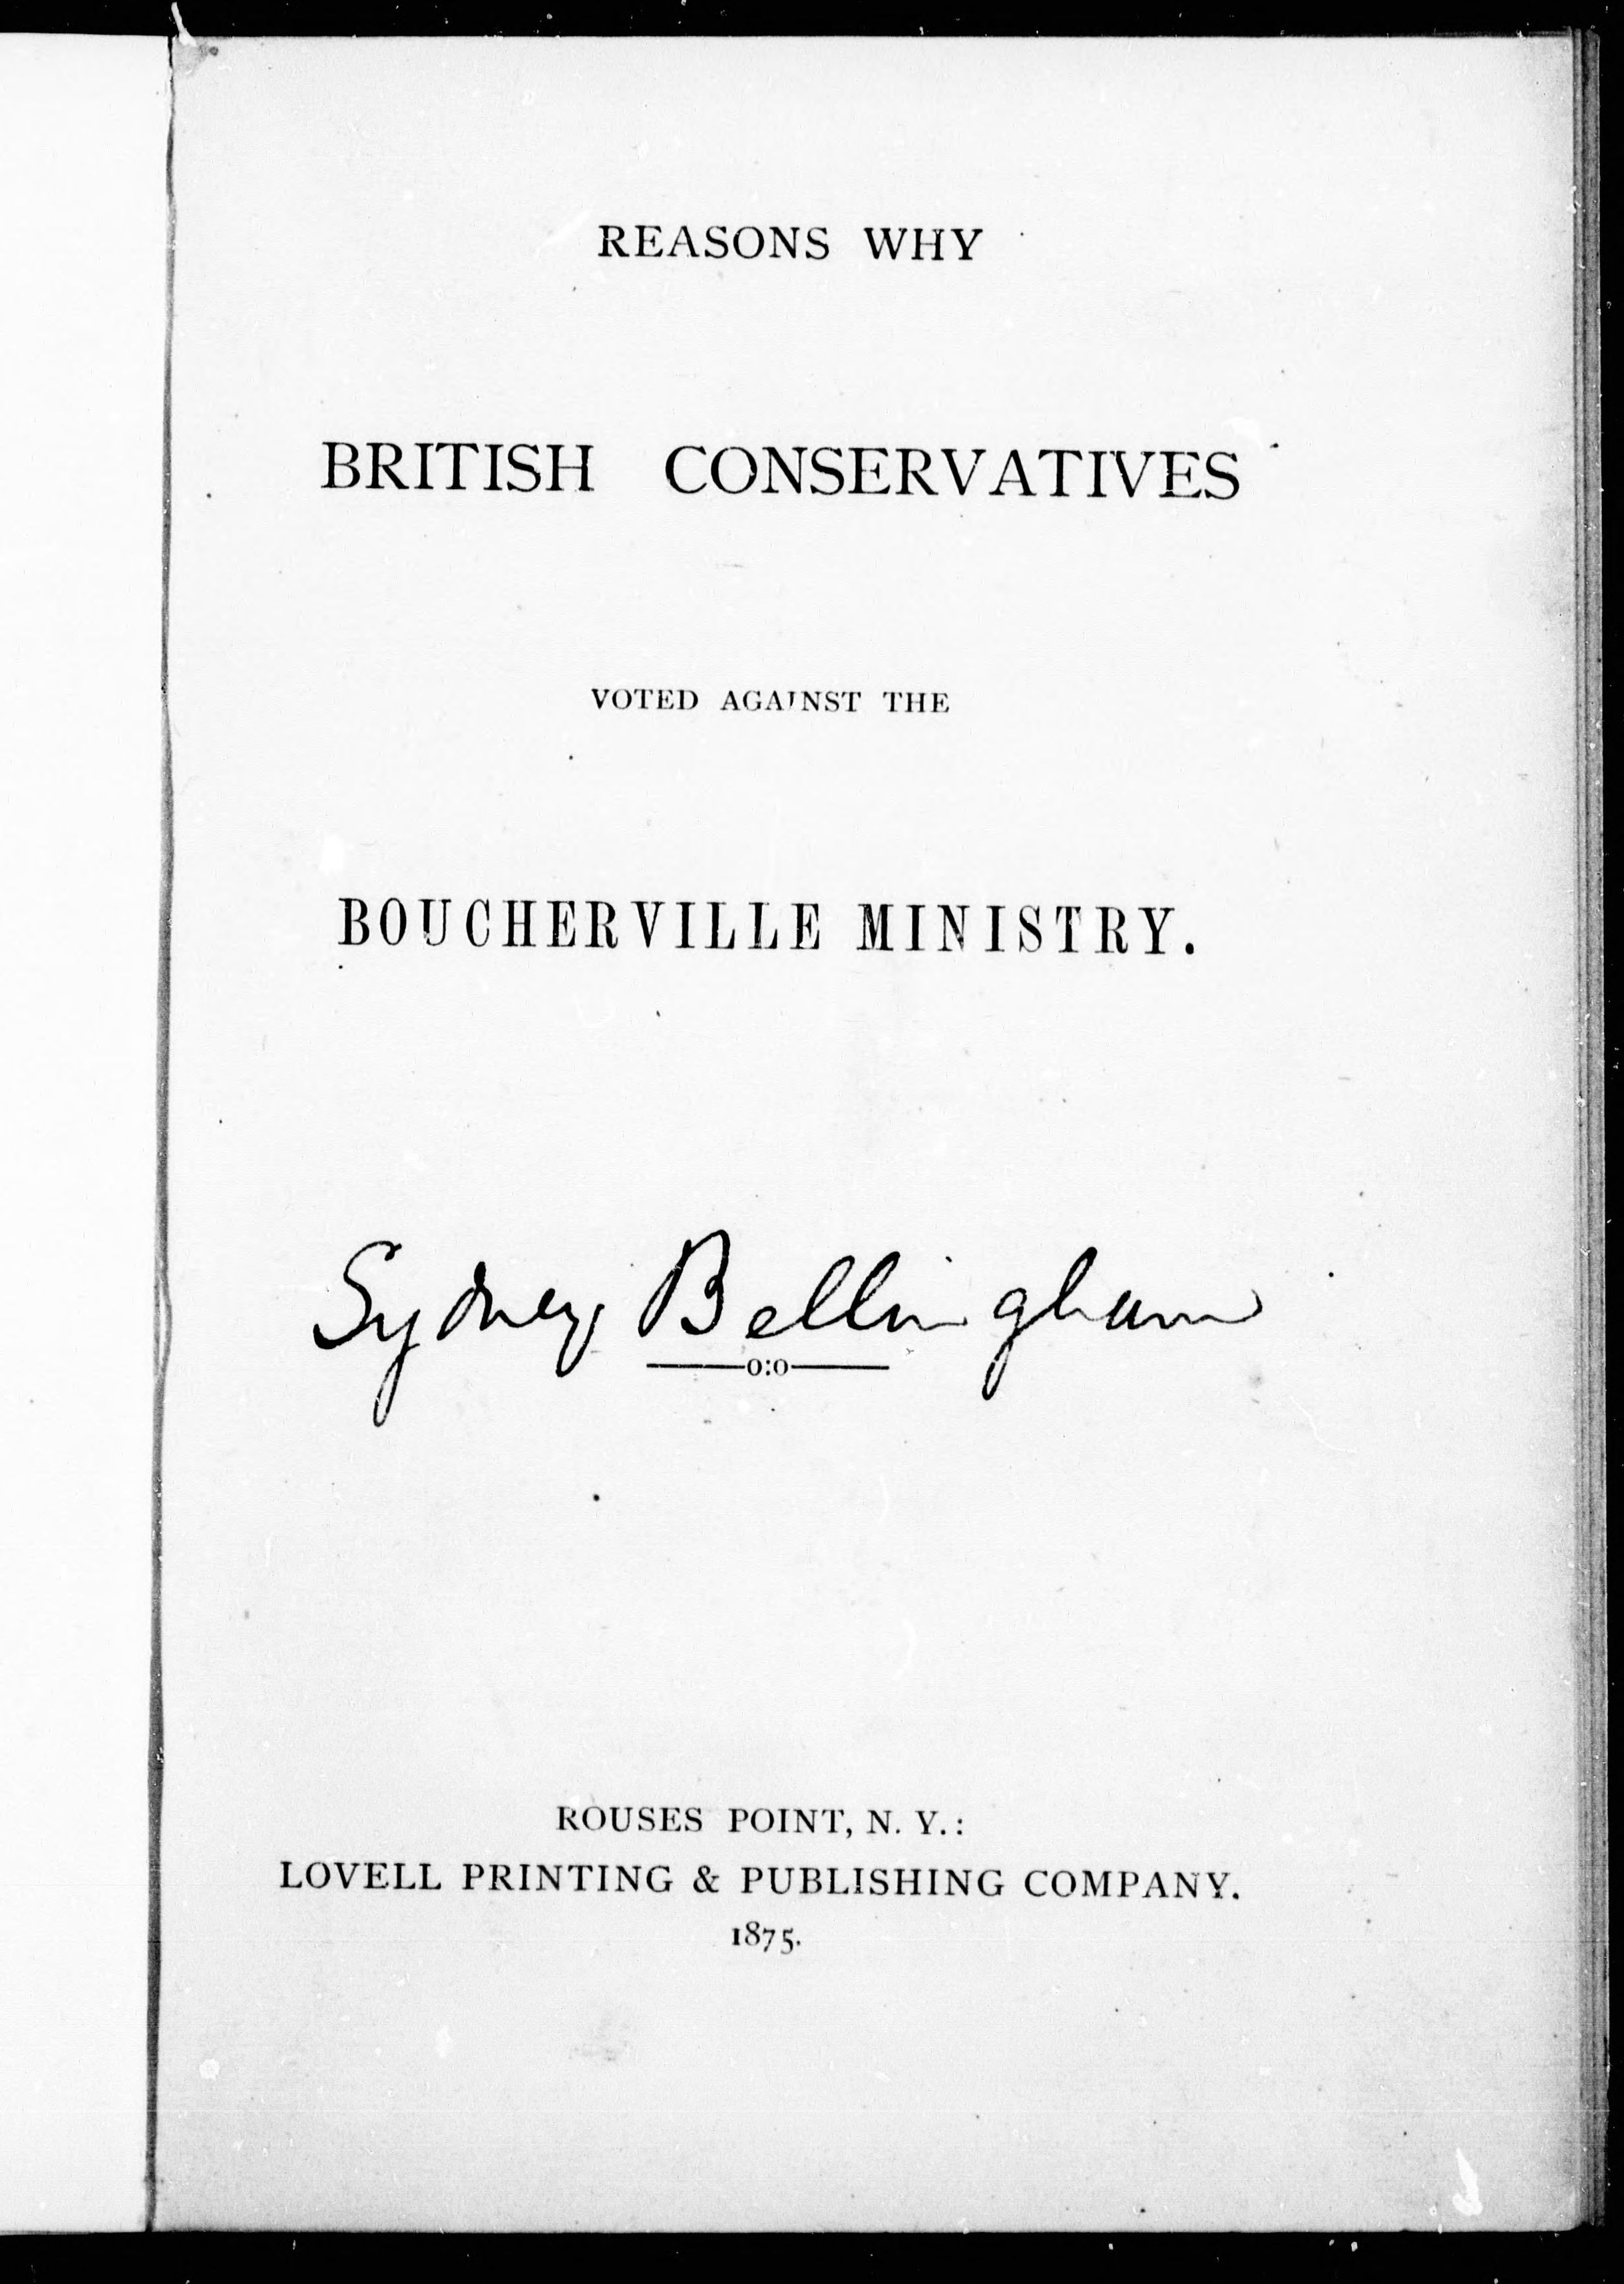 REASONS WHY
BRITISH CONSERVATIVES
VOTED AGAINST THE
BOUCHERVILLE MINISTRY.
Sydney Bellingham
o:o
ROUSES POINT, N. Y.:
LOVELL PRINTING & PUBLISHING COMPANY.
1875.